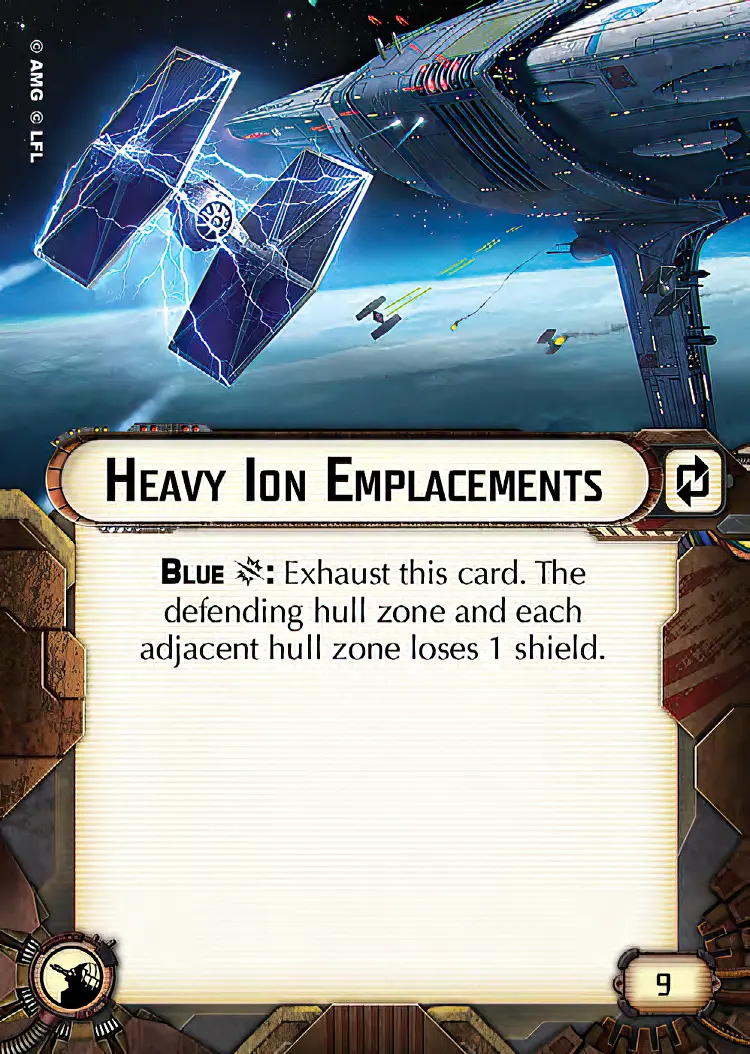 © AMG © LFL
HEAVY ION EMPLACEMENTS
BLUE : Exhaust this card. The
defending hull zone and each
adjacent hull zone loses 1 shield.
9